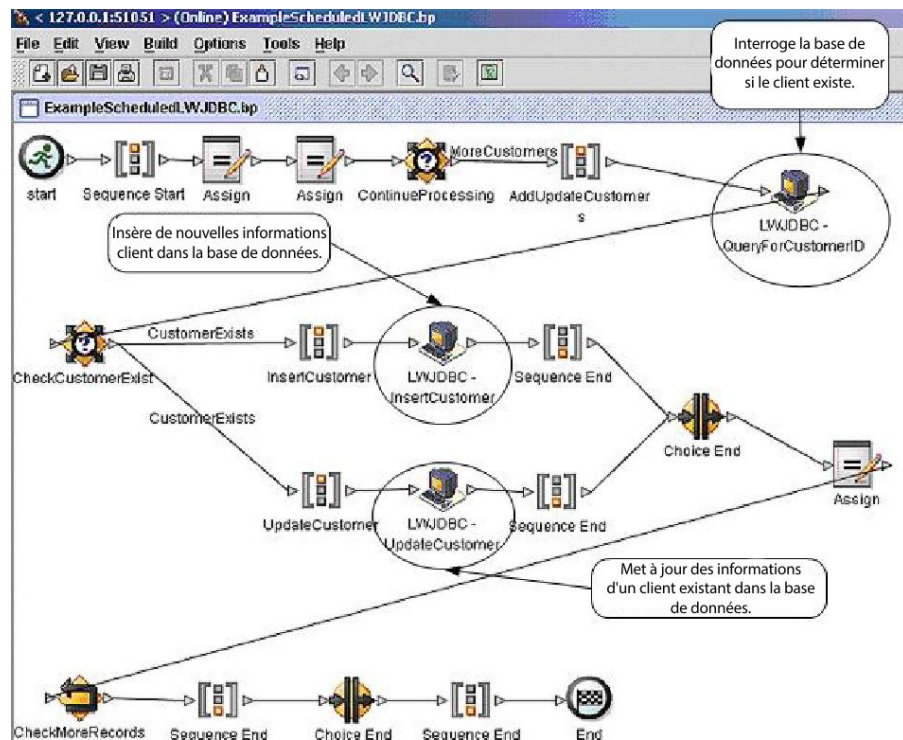 < 127.0.0.1:51051 > (Online) ExampleScheduledLWJDBC.bp
File Edit View Build Options Tools Help
Interroge la base de
données pour déterminer
si le client existe.
ExampleScheduledLWJDBC.bp
start
Sequence Start
Assign
Assign
ContinueProcessing
MoreCustomers
AddUpdateCustomer
s
LWJDBC -
QueryForCustomerID
Insère de nouvelles informations
client dans la base de données.
CheckCustomerExist
CustomerExists
InsertCustomer
LWJDBC -
InsertCustomer
Sequence End
CustomerExists
Choice End
Assign
UpdateCustomer
LWJDBC -
UpdateCustomer
Sequence End
Met à jour des informations
d'un client existant dans la base
de données.
CheckMoreRecords
Sequence End
Choice End
Sequence End
End